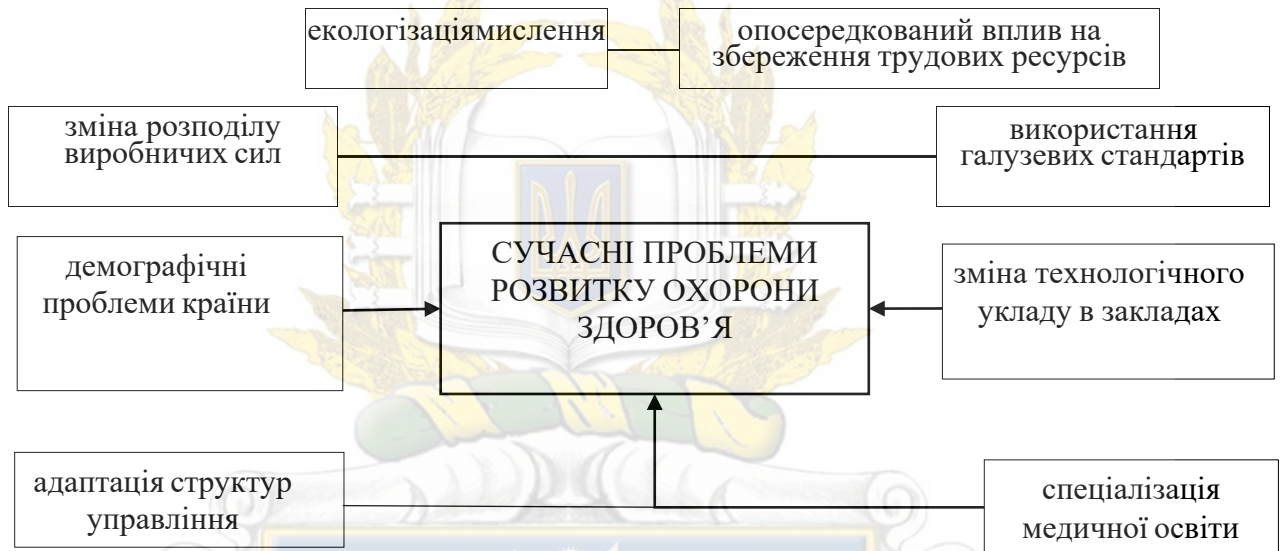 екологізаціямислення
опосередкований вплив на
збереження трудових ресурсів
зміна розподілу
виробничих сил
використання
галузевих стандартів
демографічні
проблеми країни
СУЧАСНІ ПРОБЛЕМИ
РОЗВИТКУ ОХОРОНИ
ЗДОРОВ’Я
зміна технологічного
укладу в закладах
адаптація структур
управління
спеціалізація
медичної освіти